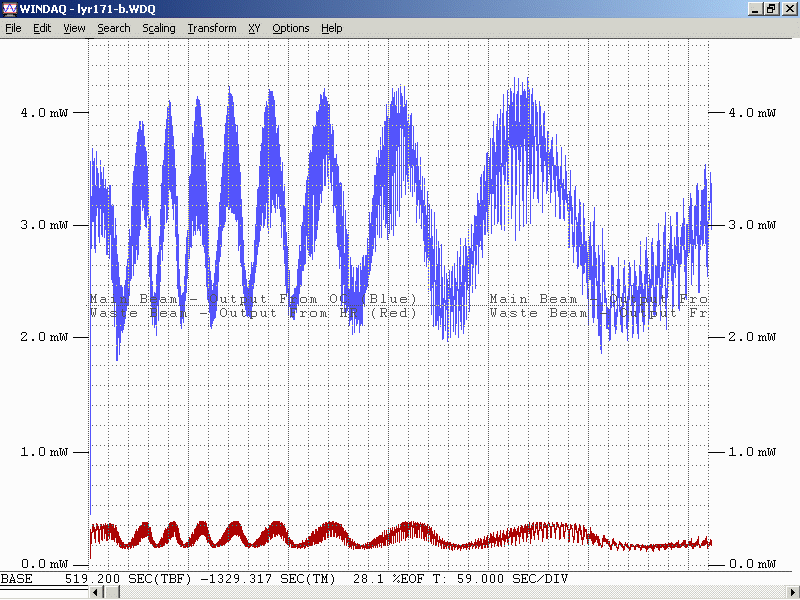 WINDAQ - lyr171-b.WDQ
File Edit View Search Scaling Transform XY Options Help
4.0 mW 4.0 mW
3.0 mW 3.0 mW
Main Beam - Output From OC (Blue) Main Beam - Output Fro
Waste Beam - Output From HR (Red) Waste Beam - Output Fr
2.0 mW 2.0 mW
1.0 mW 1.0 mW
0.0 mW 0.0 mW
BASE 519.200 SEC(TBF) -1329.317 SEC(TM) 28.1 %EOF T: 59.000 SEC/DIV